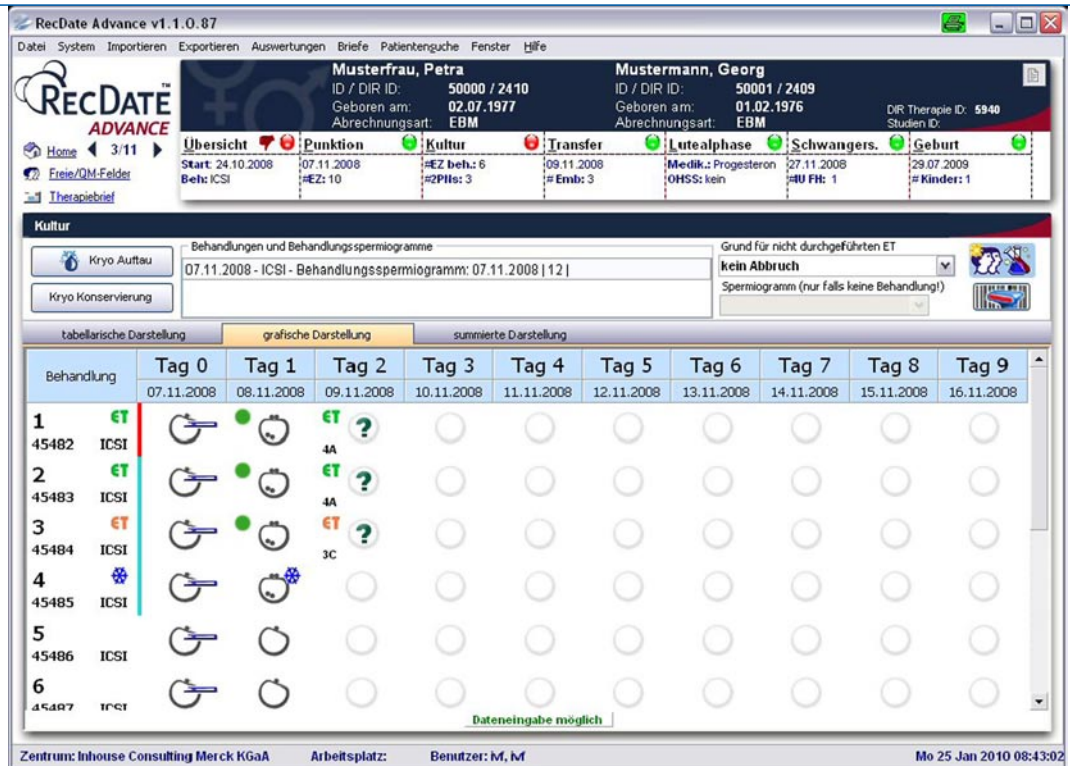 RecDate Advance v1.1.0.87
Datei System Importieren Exportieren Auswertungen Briefe Patientensuche Fenster Hilfe
RECDATE™
ADVANCE
Home 3/11
Freie/QM-Felder
Therapiebrief
Musterfrau, Petra
ID / DIR ID: 50000 / 2410
Geboren am: 02.07.1977
Abrechnungsart: EBM
Mustermann, Georg
ID / DIR ID: 50001 / 2409
Geboren am: 01.02.1976
Abrechnungsart: EBM
DIR Therapie ID: 5940
Studien ID:
Übersicht Punktion Kultur Transfer Lutealphase Schwangers. Geburt
Start: 24.10.2008 07.11.2008 #EZ beh.: 6 09.11.2008 Medik.: Progesteron 27.11.2008 29.07.2009
Beh: ICSI #EZ: 10 #2PNs: 3 # Emb: 3 OHSS: kein #IU FH: 1 # Kinder: 1
Kultur
Kryo Auftau
Kryo Konservierung
Behandlungen und Behandlungsspermiogramme
07.11.2008 - ICSI - Behandlungsspermiogramm: 07.11.2008 | 12 |
Grund für nicht durchgeführten ET
kein Abbruch
Spermiogramm (nur falls keine Behandlung!)
tabellarische Darstellung grafische Darstellung summierte Darstellung
Behandlung Tag 0 Tag 1 Tag 2 Tag 3 Tag 4 Tag 5 Tag 6 Tag 7 Tag 8 Tag 9
07.11.2008 08.11.2008 09.11.2008 10.11.2008 11.11.2008 12.11.2008 13.11.2008 14.11.2008 15.11.2008 16.11.2008
1 ET ET ?
45482 ICSI 4A
2 ET ET ?
45483 ICSI 4A
3 ET ET ?
45484 ICSI 3C
4
45485 ICSI
5
45486 ICSI
6
45487 ICSI
Dateneingabe möglich
Zentrum: Inhouse Consulting Merck KGaA Arbeitsplatz: Benutzer: ivf, ivf Mo 25 Jan 2010 08:43:02